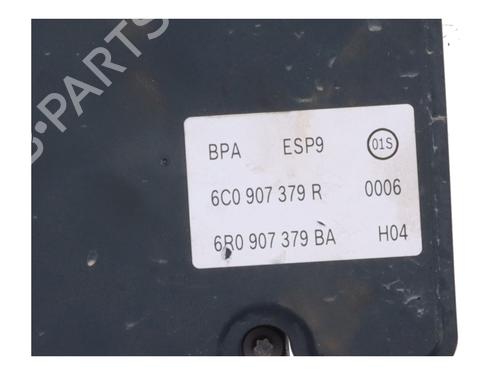 B-PARTS
BPA ESP9 01S
6C0 907 379 R 0006
6R0 907 379 BA H04